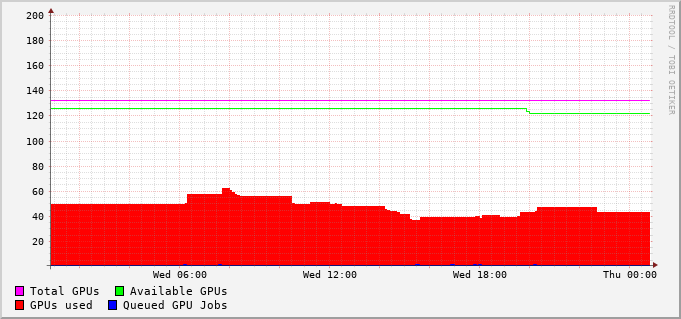 200
180
160
140
120
100
80
60
40
20
Wed 06:00 Wed 12:00 Wed 18:00 Thu 00:00
Total GPUs Available GPUs
GPUs used Queued GPU Jobs
RRDTOOL / TOBI OETIKER